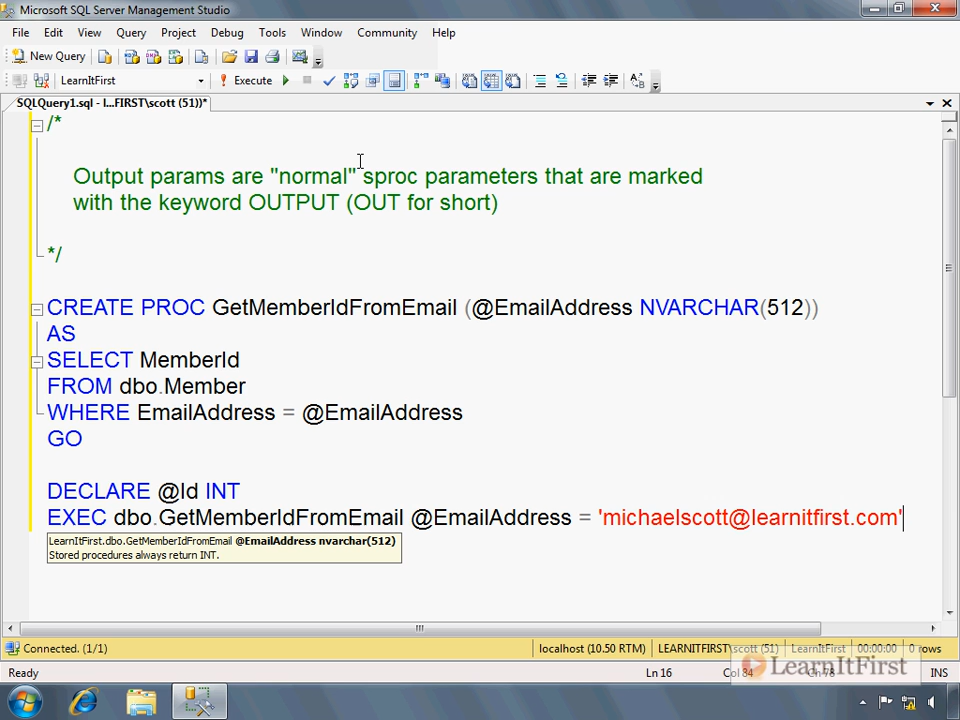 Microsoft SQL Server Management Studio
File Edit View Query Project Debug Tools Window Community Help
New Query
LearnItFirst Execute
SQLQuery1.sql - l...FIRST\scott (51))*
/*
Output params are "normal" sproc parameters that are marked
with the keyword OUTPUT (OUT for short)
*/
CREATE PROC GetMemberIdFromEmail (@EmailAddress NVARCHAR(512))
AS
SELECT MemberId
FROM dbo.Member
WHERE EmailAddress = @EmailAddress
GO
DECLARE @Id INT
EXEC dbo.GetMemberIdFromEmail @EmailAddress = 'michaelscott@learnitfirst.com'
LearnItFirst.dbo.GetMemberIdFromEmail @EmailAddress nvarchar(512)
Stored procedures always return INT.
Connected. (1/1) localhost (10.50 RTM) LEARNITFIRST\scott (51) LearnItFirst 00:00:00 0 rows
Ready Ln 16 Col 84 Ch 78 INS
LearnItFirst